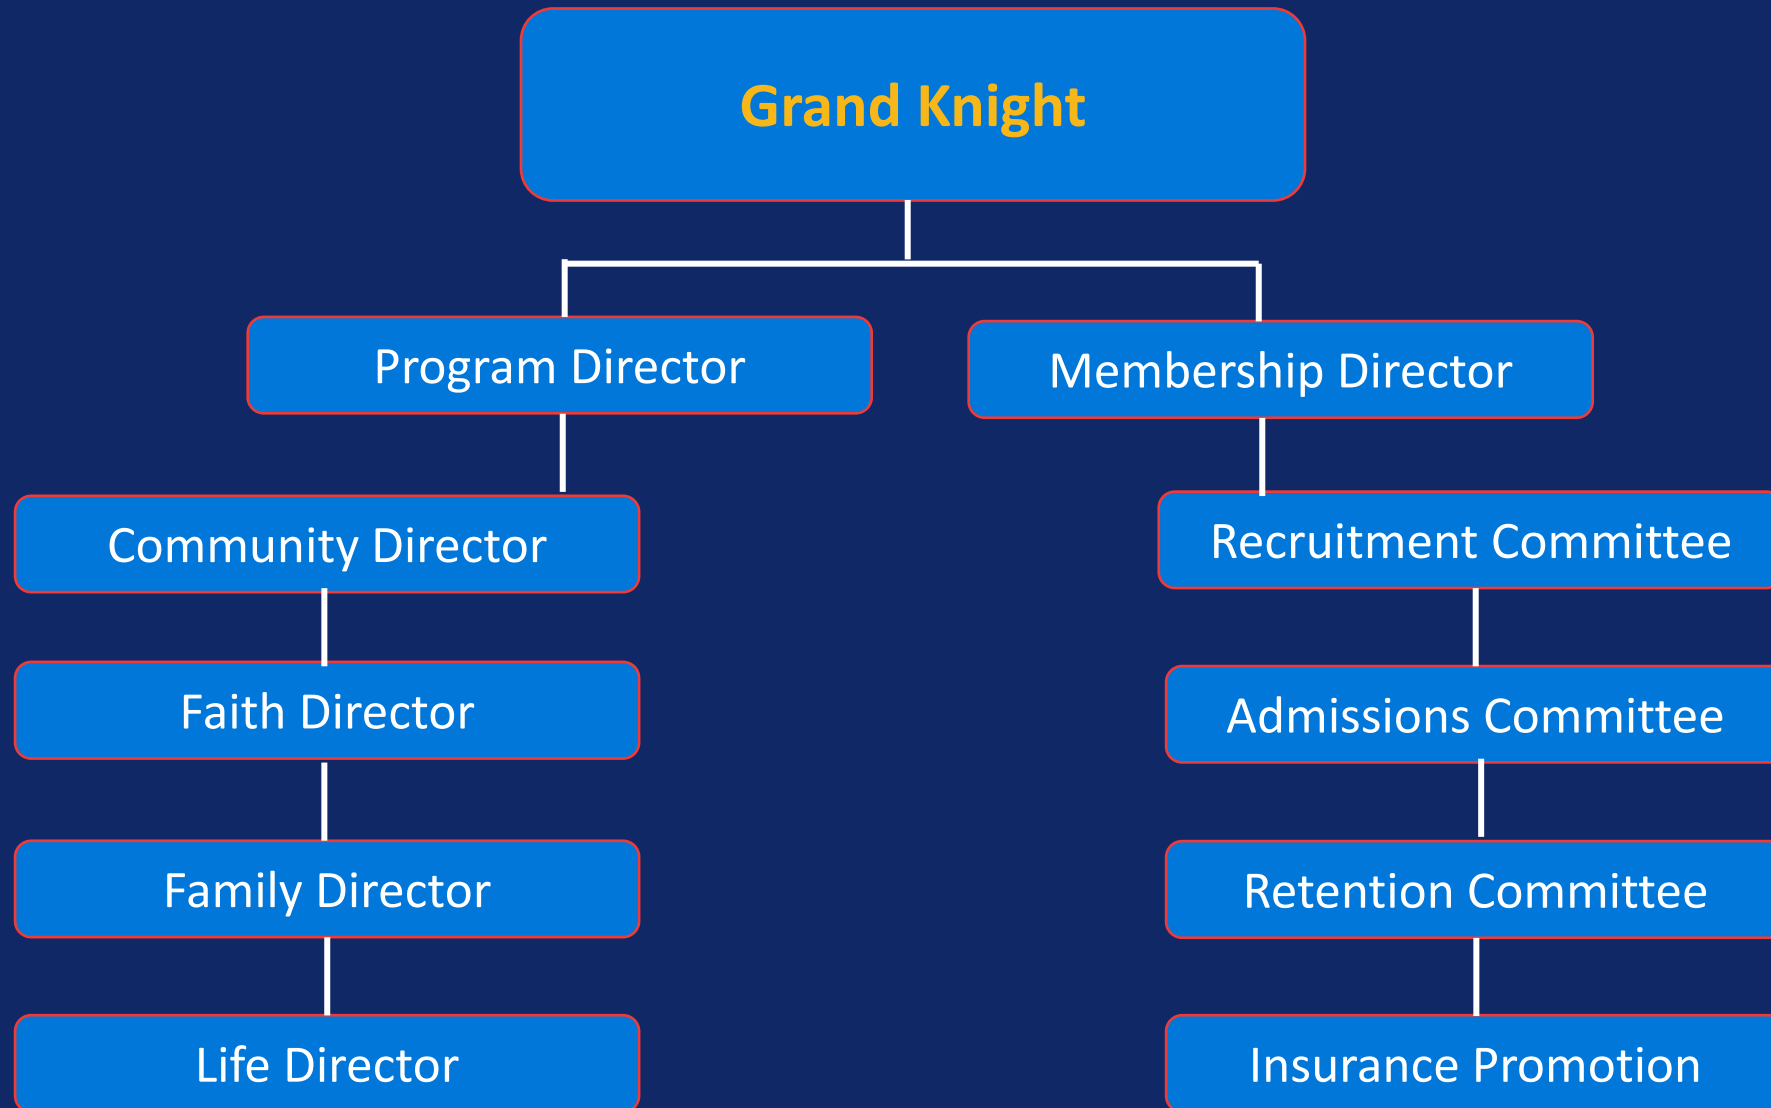 Grand Knight
Program Director
Membership Director
Community Director
Recruitment Committee
Faith Director
Admissions Committee
Family Director
Retention Committee
Life Director
Insurance Promotion